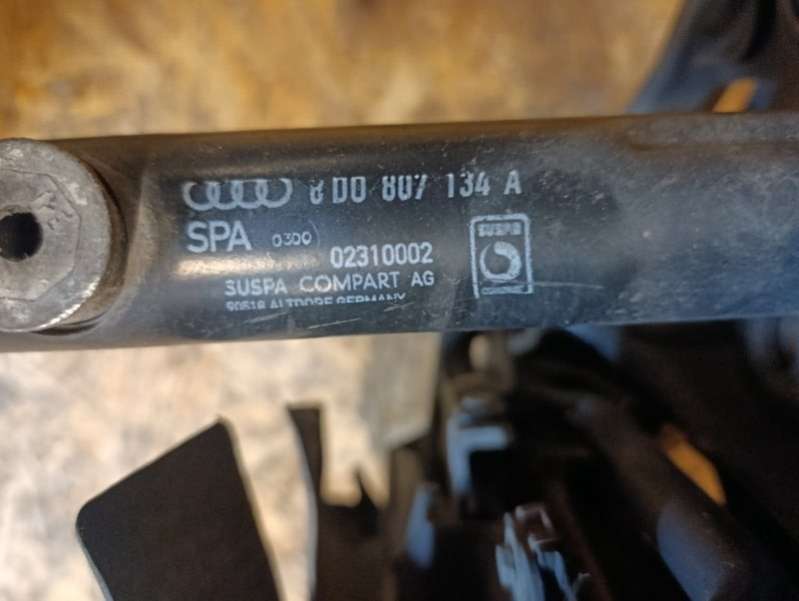 8D0 807 134 A
SPA 0300
02310002
SUSPA
SUSPA COMPART AG
90518 ALTDORF GERMANY